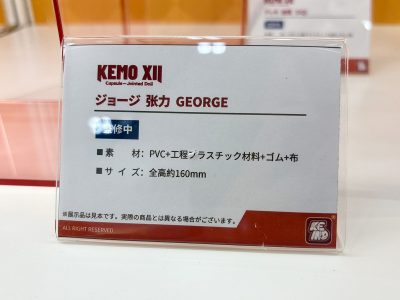 KEMO XII
Capsule—Jointed Doll
ジョージ 张力 GEORGE
監修中
■素　材：PVC+工程プラスチック材料+ゴム+布
■サイズ：全高約160mm
※展示品は見本です。実際の商品とは異なる場合がございます。
ALL RIGHT RESERVED
KE
MO